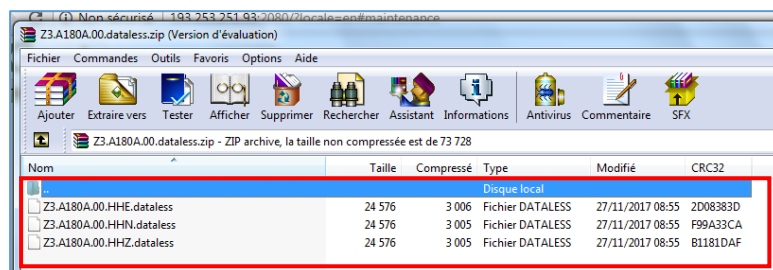 Non sécurisé | 193.253.251.93:2080/?locale=en#maintenance
Z3.A180A.00.dataless.zip (Version d'évaluation)
Fichier Commandes Outils Favoris Options Aide
Ajouter Extraire vers Tester Afficher Supprimer Rechercher Assistant Informations Antivirus Commentaire SFX
Z3.A180A.00.dataless.zip - ZIP archive, la taille non compressée est de 73 728
Nom Taille Compressé Type Modifié CRC32
.. Disque local
Z3.A180A.00.HHE.dataless 24 576 3 006 Fichier DATALESS 27/11/2017 08:55 2D08383D
Z3.A180A.00.HHN.dataless 24 576 3 005 Fichier DATALESS 27/11/2017 08:55 F99A33CA
Z3.A180A.00.HHZ.dataless 24 576 3 005 Fichier DATALESS 27/11/2017 08:55 B1181DAF